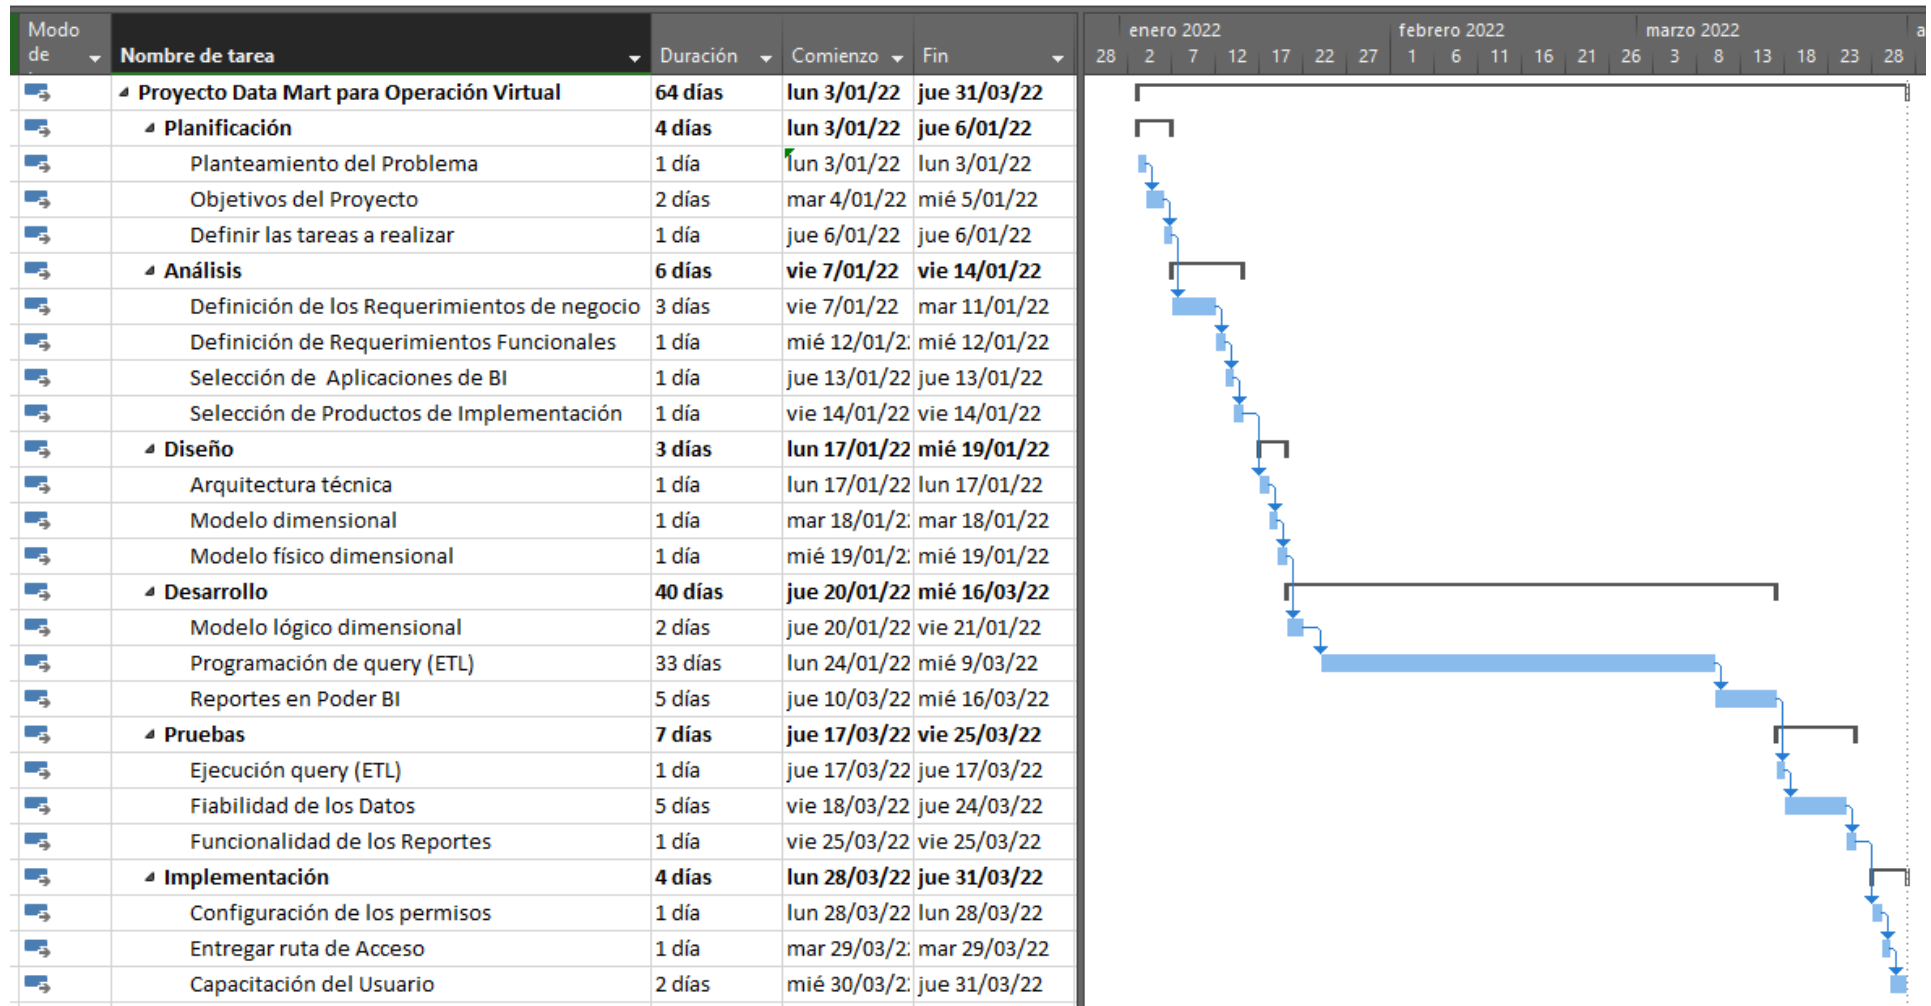 Modo de Nombre de tarea Duración Comienzo Fin
enero 2022 febrero 2022 marzo 2022 a
28 2 7 12 17 22 27 1 6 11 16 21 26 3 8 13 18 23 28
Proyecto Data Mart para Operación Virtual 64 días lun 3/01/22 jue 31/03/22
Planificación 4 días lun 3/01/22 jue 6/01/22
Planteamiento del Problema 1 día lun 3/01/22 lun 3/01/22
Objetivos del Proyecto 2 días mar 4/01/22 mié 5/01/22
Definir las tareas a realizar 1 día jue 6/01/22 jue 6/01/22
Análisis 6 días vie 7/01/22 vie 14/01/22
Definición de los Requerimientos de negocio 3 días vie 7/01/22 mar 11/01/22
Definición de Requerimientos Funcionales 1 día mié 12/01/2 mié 12/01/22
Selección de Aplicaciones de BI 1 día jue 13/01/22 jue 13/01/22
Selección de Productos de Implementación 1 día vie 14/01/22 vie 14/01/22
Diseño 3 días lun 17/01/22 mié 19/01/22
Arquitectura técnica 1 día lun 17/01/22 lun 17/01/22
Modelo dimensional 1 día mar 18/01/2 mar 18/01/22
Modelo físico dimensional 1 día mié 19/01/2 mié 19/01/22
Desarrollo 40 días jue 20/01/22 mié 16/03/22
Modelo lógico dimensional 2 días jue 20/01/22 vie 21/01/22
Programación de query (ETL) 33 días lun 24/01/22 mié 9/03/22
Reportes en Poder BI 5 días jue 10/03/22 mié 16/03/22
Pruebas 7 días jue 17/03/22 vie 25/03/22
Ejecución query (ETL) 1 día jue 17/03/22 jue 17/03/22
Fiabilidad de los Datos 5 días vie 18/03/22 jue 24/03/22
Funcionalidad de los Reportes 1 día vie 25/03/22 vie 25/03/22
Implementación 4 días lun 28/03/22 jue 31/03/22
Configuración de los permisos 1 día lun 28/03/22 lun 28/03/22
Entregar ruta de Acceso 1 día mar 29/03/2 mar 29/03/22
Capacitación del Usuario 2 días mié 30/03/2 jue 31/03/22